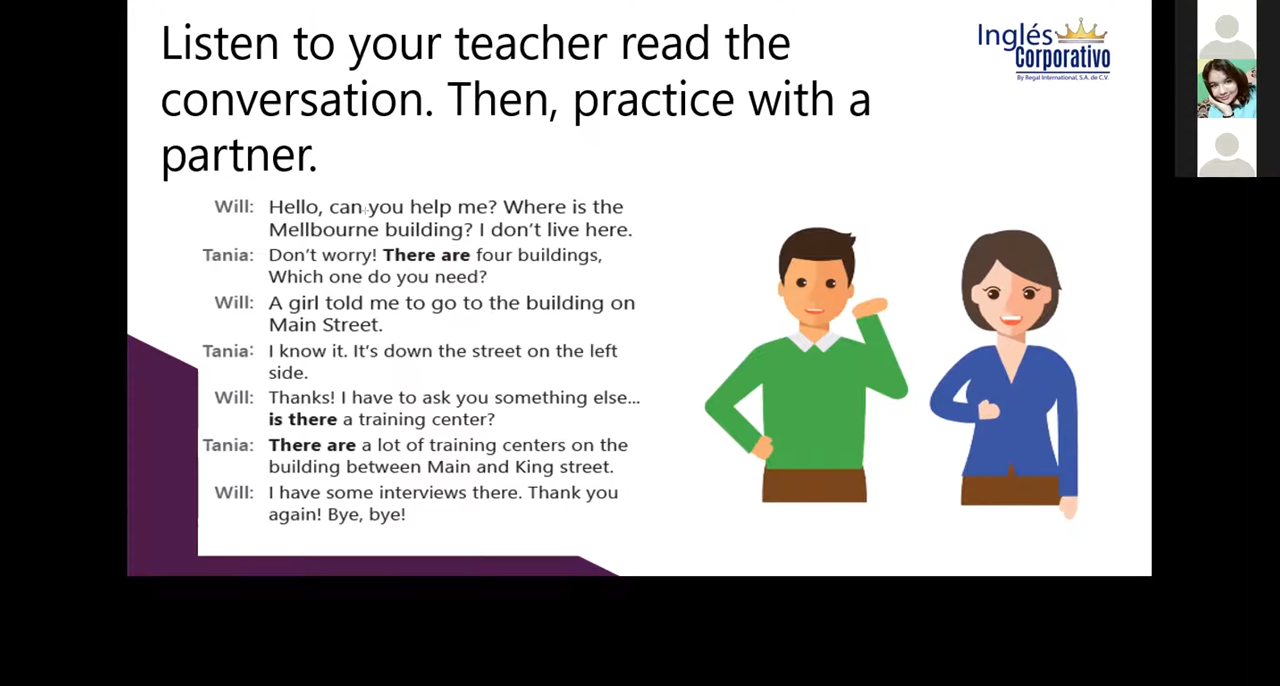 Listen to your teacher read the
conversation. Then, practice with a
partner.
Inglés
Corporativo
By Regal International, S.A. de C.V.
Will: Hello, can you help me? Where is the
Mellbourne building? I don't live here.
Tania: Don't worry! There are four buildings,
Which one do you need?
Will: A girl told me to go to the building on
Main Street.
Tania: I know it. It's down the street on the left
side.
Will: Thanks! I have to ask you something else...
is there a training center?
Tania: There are a lot of training centers on the
building between Main and King street.
Will: I have some interviews there. Thank you
again! Bye, bye!